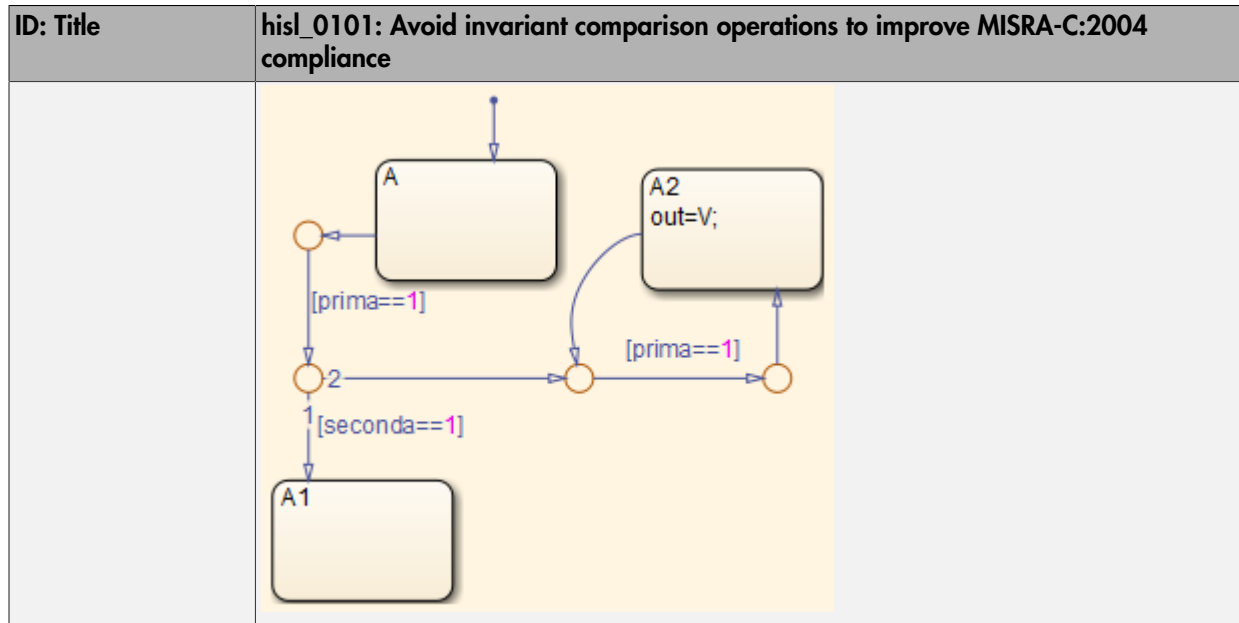 ID: Title
hisl_0101: Avoid invariant comparison operations to improve MISRA-C:2004
compliance
A
A2
out=V;
[prima==1]
[prima==1]
2
1
[seconda==1]
A1